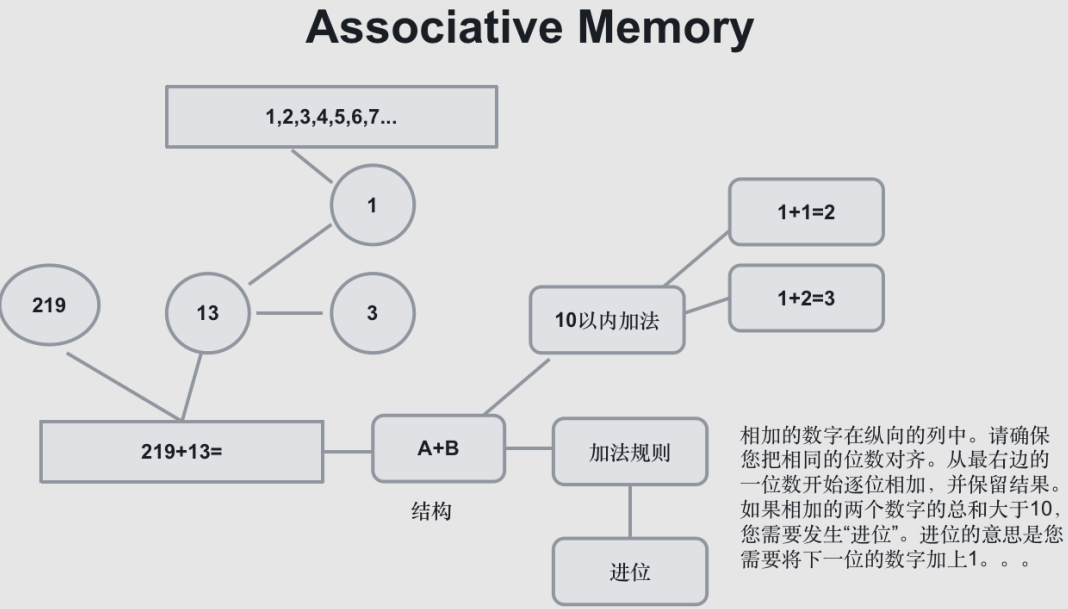 Associative Memory
1,2,3,4,5,6,7...
1
1+1=2
219
13
3
1+2=3
10以内加法
219+13=
A+B
加法规则
结构
进位
相加的数字在纵向的列中。请确保
您把相同的位数对齐。从最右边的
一位数开始逐位相加，并保留结果。
如果相加的两个数字的总和大于10，
您需要发生“进位”。进位的意思是您
需要将下一位的数字加上1。。。